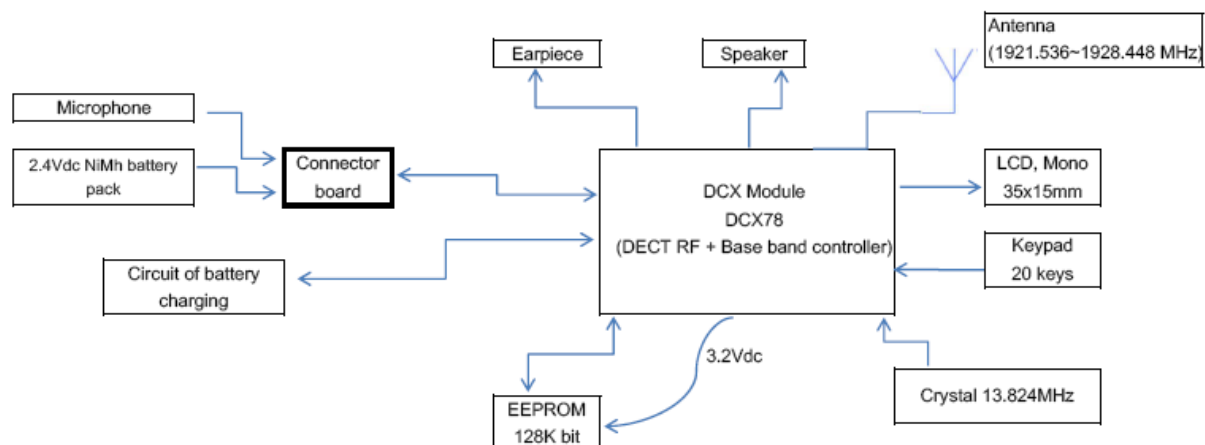 Antenna
(1921.536~1928.448 MHz)
Earpiece
Speaker
Microphone
2.4Vdc NiMh battery
pack
Connector
board
DCX Module
DCX78
(DECT RF + Base band controller)
LCD, Mono
35x15mm
Keypad
20 keys
Circuit of battery
charging
3.2Vdc
EEPROM
128K bit
Crystal 13.824MHz